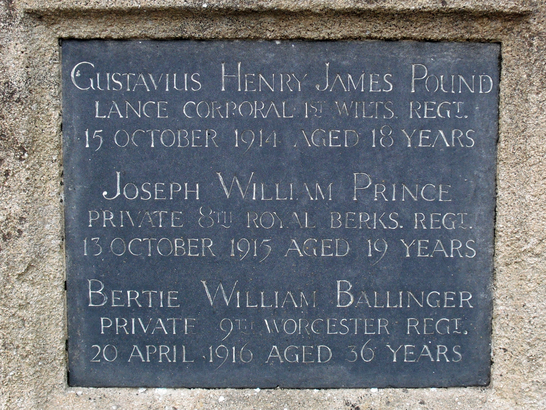 GUSTAVIUS HENRY JAMES POUND
LANCE CORPORAL 1ST WILTS. REGT.
15 OCTOBER 1914 AGED 18 YEARS
JOSEPH WILLIAM PRINCE
PRIVATE 8TH ROYAL BERKS. REGT.
13 OCTOBER 1915 AGED 19 YEARS
BERTIE WILLIAM BALLINGER
PRIVATE 9TH WORCESTER REGT.
20 APRIL 1916 AGED 36 YEARS